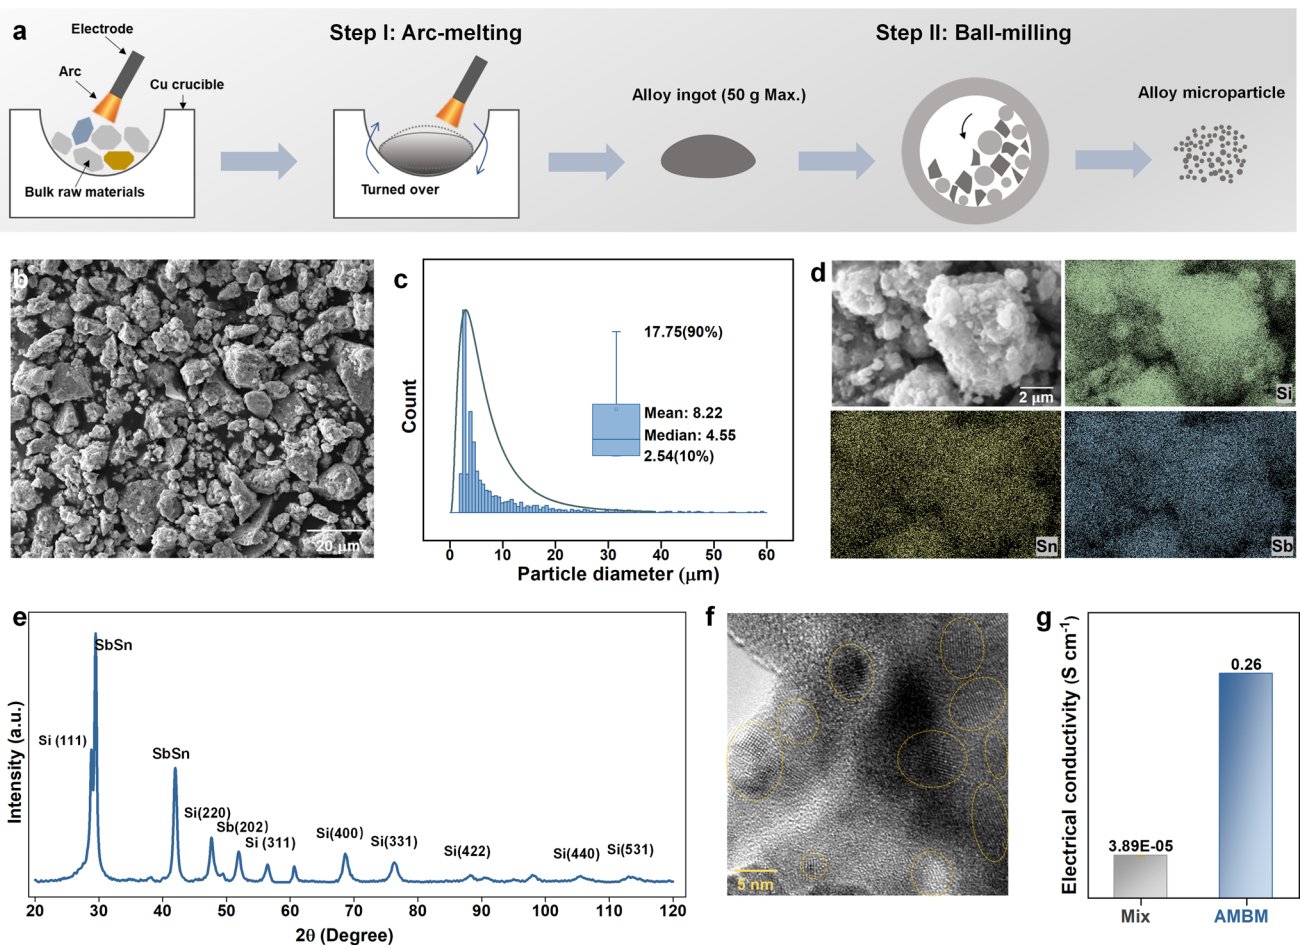 a
Electrode
Arc
Cu crucible
Bulk raw materials
Step I: Arc-melting
Turned over
Alloy ingot (50 g Max.)
Step II: Ball-milling
Alloy microparticle
b
20 μm
c
Count
17.75(90%)
Mean: 8.22
Median: 4.55
2.54(10%)
0 10 20 30 40 50 60
Particle diameter (μm)
d
2 μm
Si
Sn
Sb
e
Intensity (a.u.)
SbSn
Si (111)
SbSn
Si(220)
Sb(202)
Si (311)
Si(400)
Si(331)
Si(422)
Si(440)
Si(531)
20 30 40 50 60 70 80 90 100 110 120
2θ (Degree)
f
5 nm
g
Electrical conductivity (S cm⁻¹)
3.89E-05
0.26
Mix
AMBM